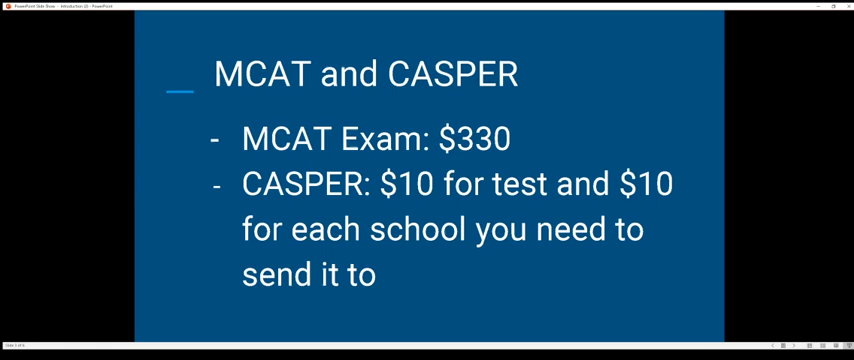 PowerPoint Slide Show - Introduction (2) - PowerPoint
MCAT and CASPER
- MCAT Exam: $330
- CASPER: $10 for test and $10
for each school you need to
send it to